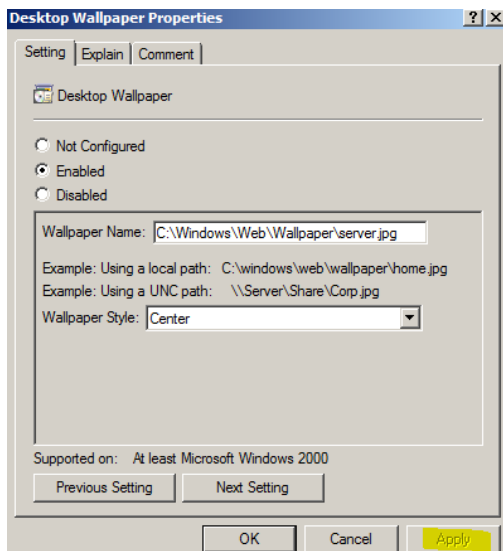 Desktop Wallpaper Properties
Setting Explain Comment
Desktop Wallpaper
Not Configured
Enabled
Disabled
Wallpaper Name: C:\Windows\Web\Wallpaper\server.jpg
Example: Using a local path: C:\windows\web\wallpaper\home.jpg
Example: Using a UNC path: \\Server\Share\Corp.jpg
Wallpaper Style: Center
Supported on: At least Microsoft Windows 2000
Previous Setting Next Setting
OK Cancel Apply